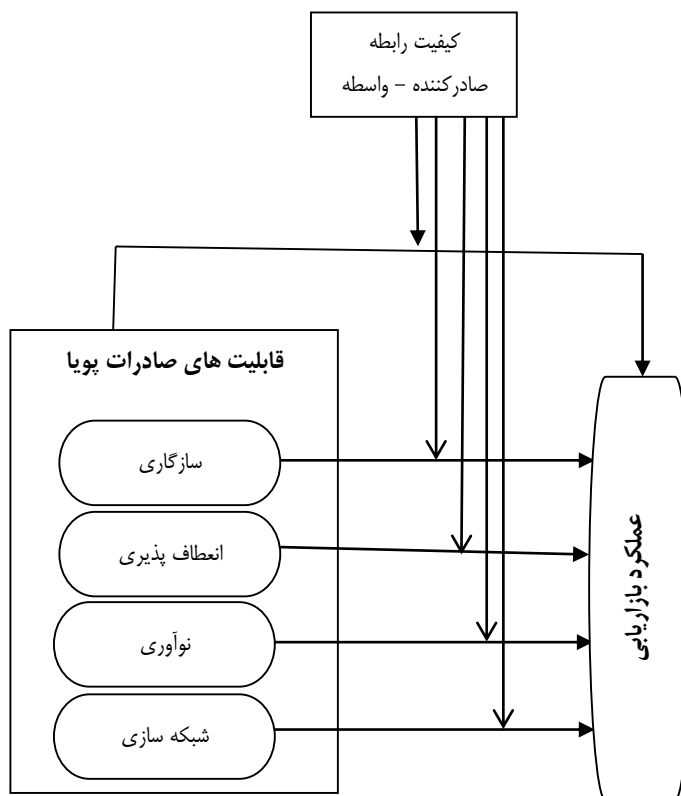 کیفیت رابطه
صادرکننده – واسطه
قابلیت های صادرات پویا
سازگاری
انعطاف پذیری
نوآوری
شبکه سازی
عملکرد بازاریابی